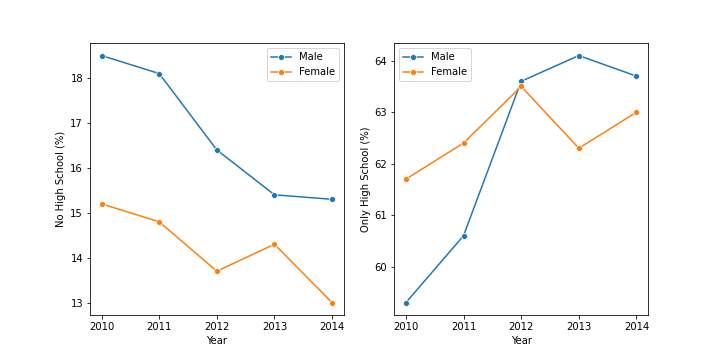 Male
Female
18
17
16
15
14
13
No High School (%)
2010 2011 2012 2013 2014
Year
Male
Female
64
63
62
61
60
Only High School (%)
2010 2011 2012 2013 2014
Year